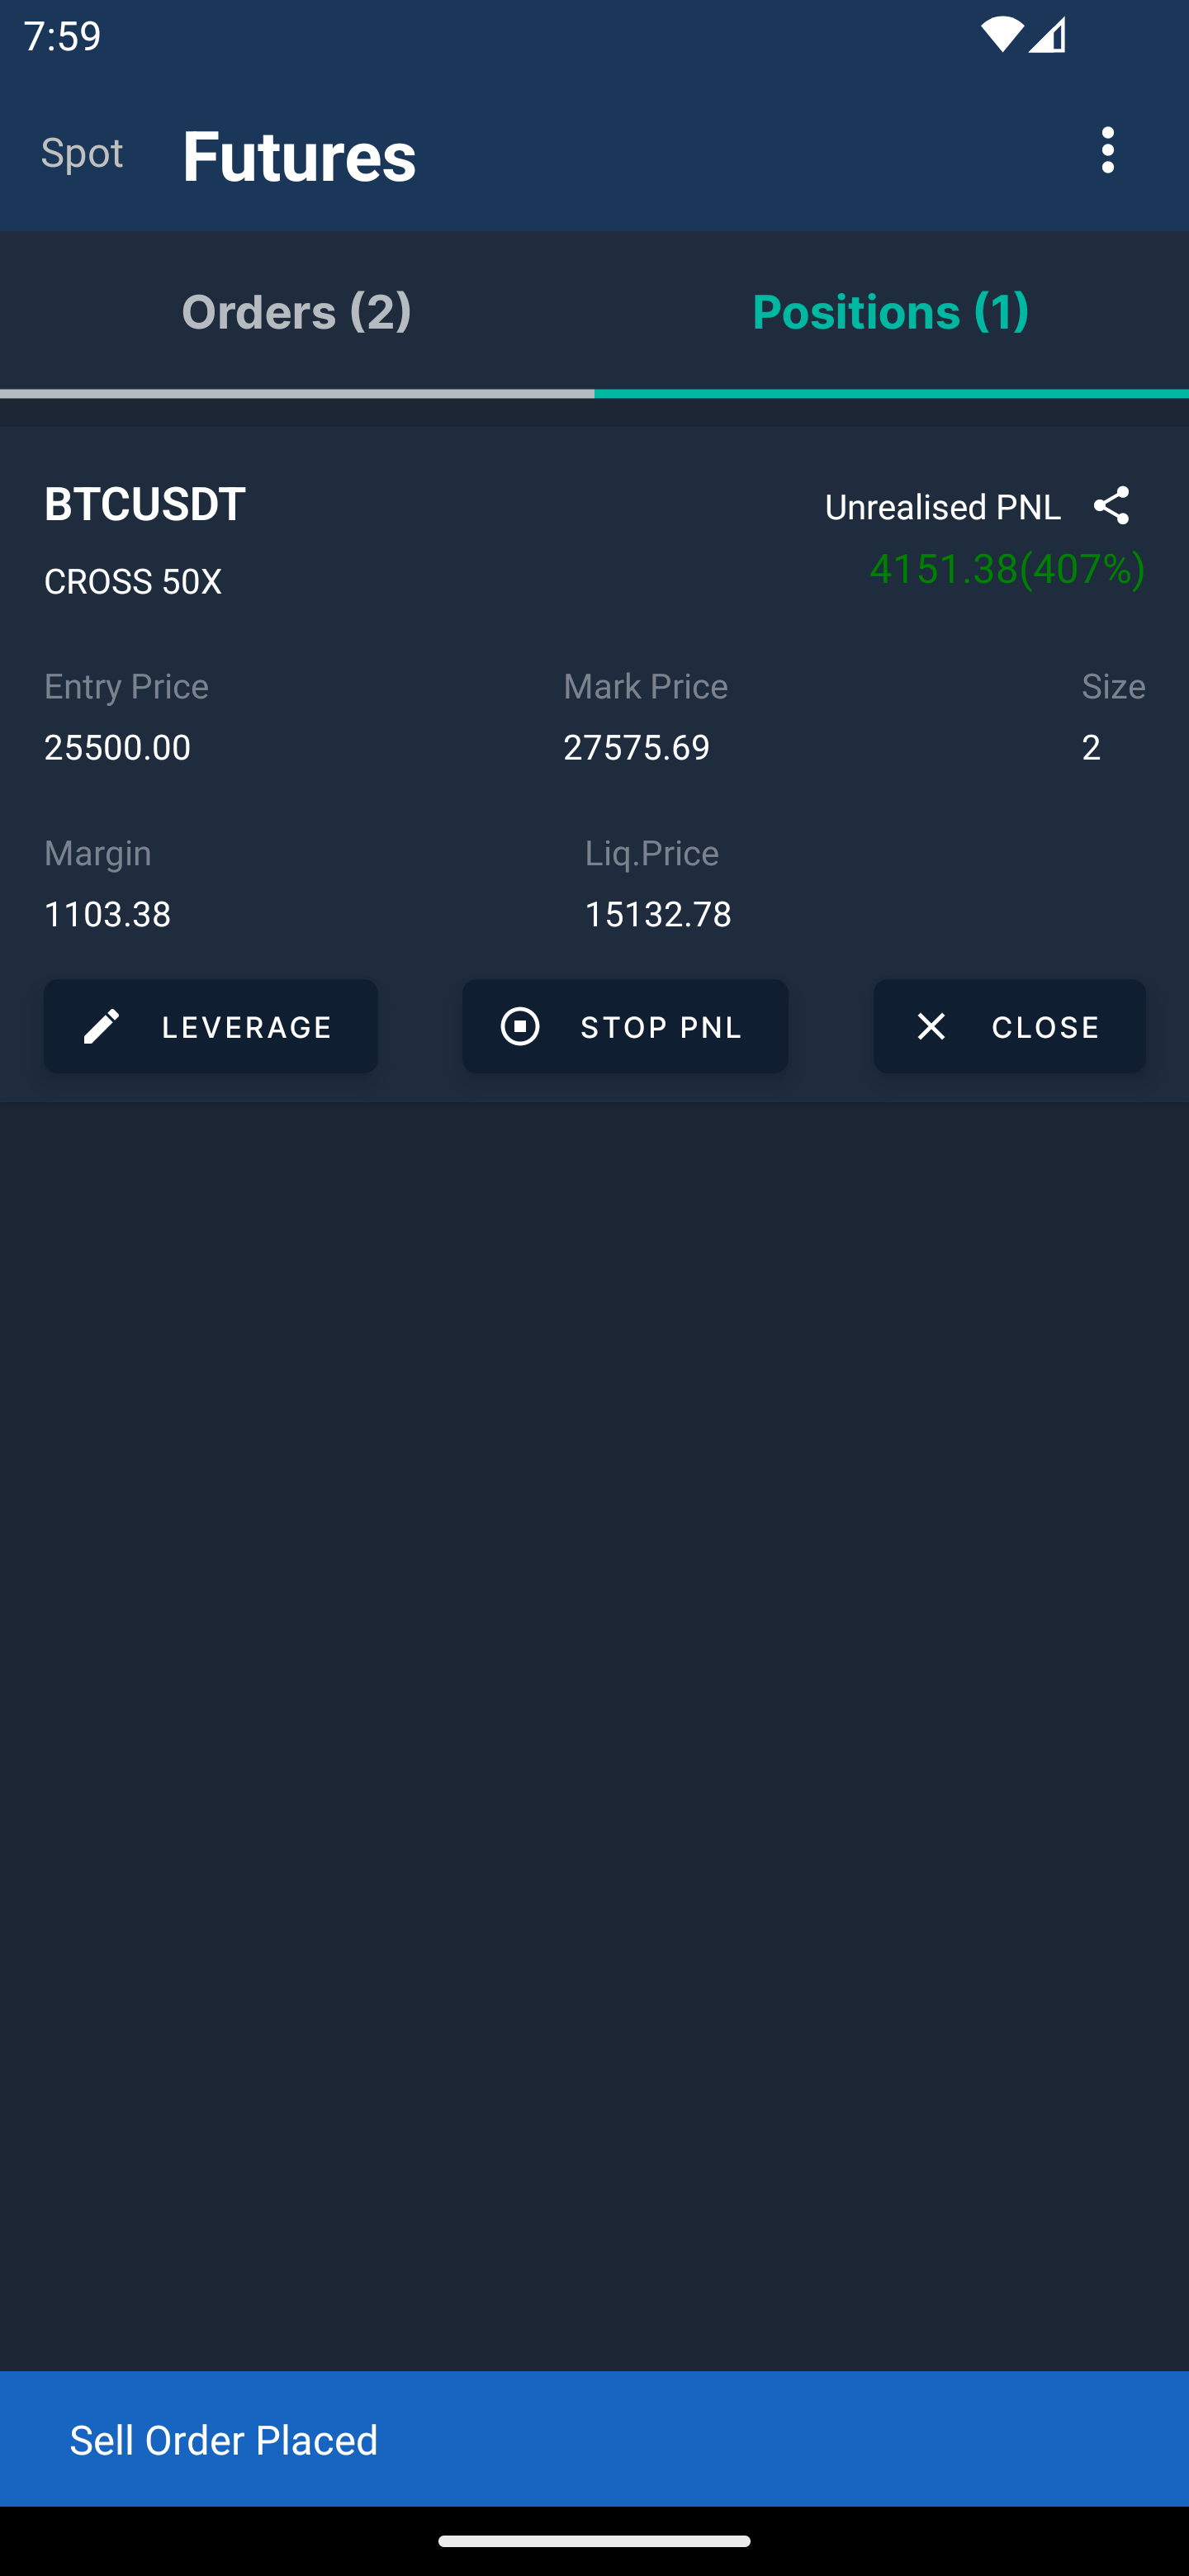 7:59
Spot Futures
Orders (2) Positions (1)
BTCUSDT Unrealised PNL
CROSS 50X 4151.38(407%)
Entry Price Mark Price Size
25500.00 27575.69 2
Margin Liq.Price
1103.38 15132.78
LEVERAGE STOP PNL CLOSE
Sell Order Placed